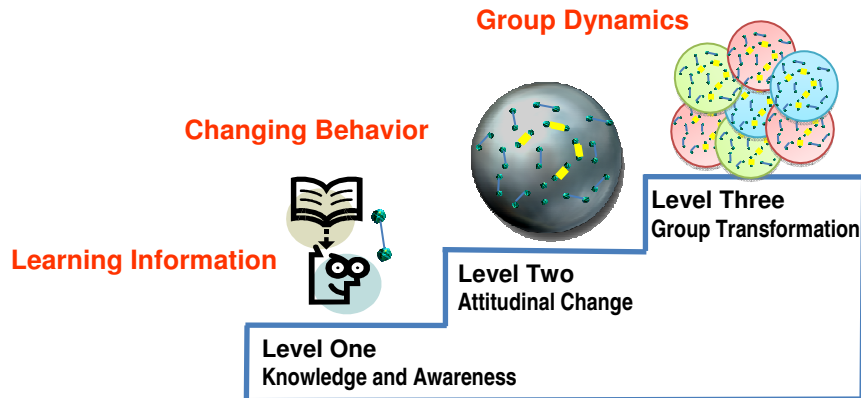 Group Dynamics
Changing Behavior
Learning Information
Level Three
Group Transformation
Level Two
Attitudinal Change
Level One
Knowledge and Awareness